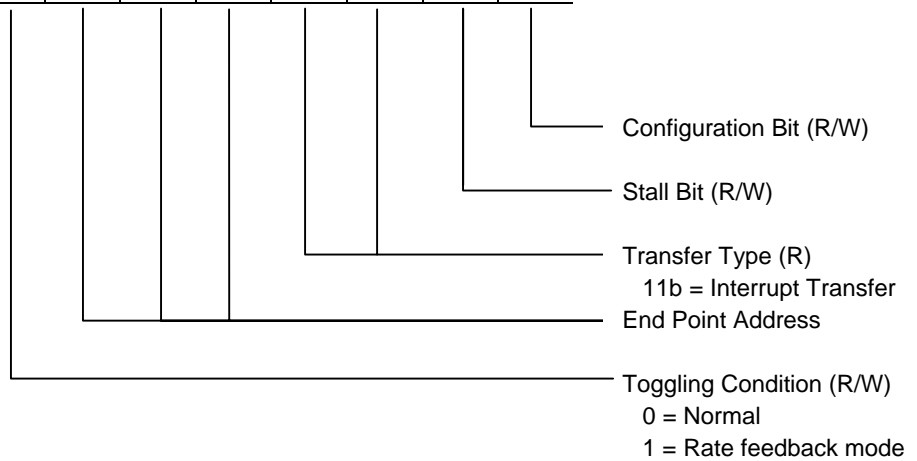 Configuration Bit (R/W)
Stall Bit (R/W)
Transfer Type (R)
11b = Interrupt Transfer
End Point Address
Toggling Condition (R/W)
0 = Normal
1 = Rate feedback mode